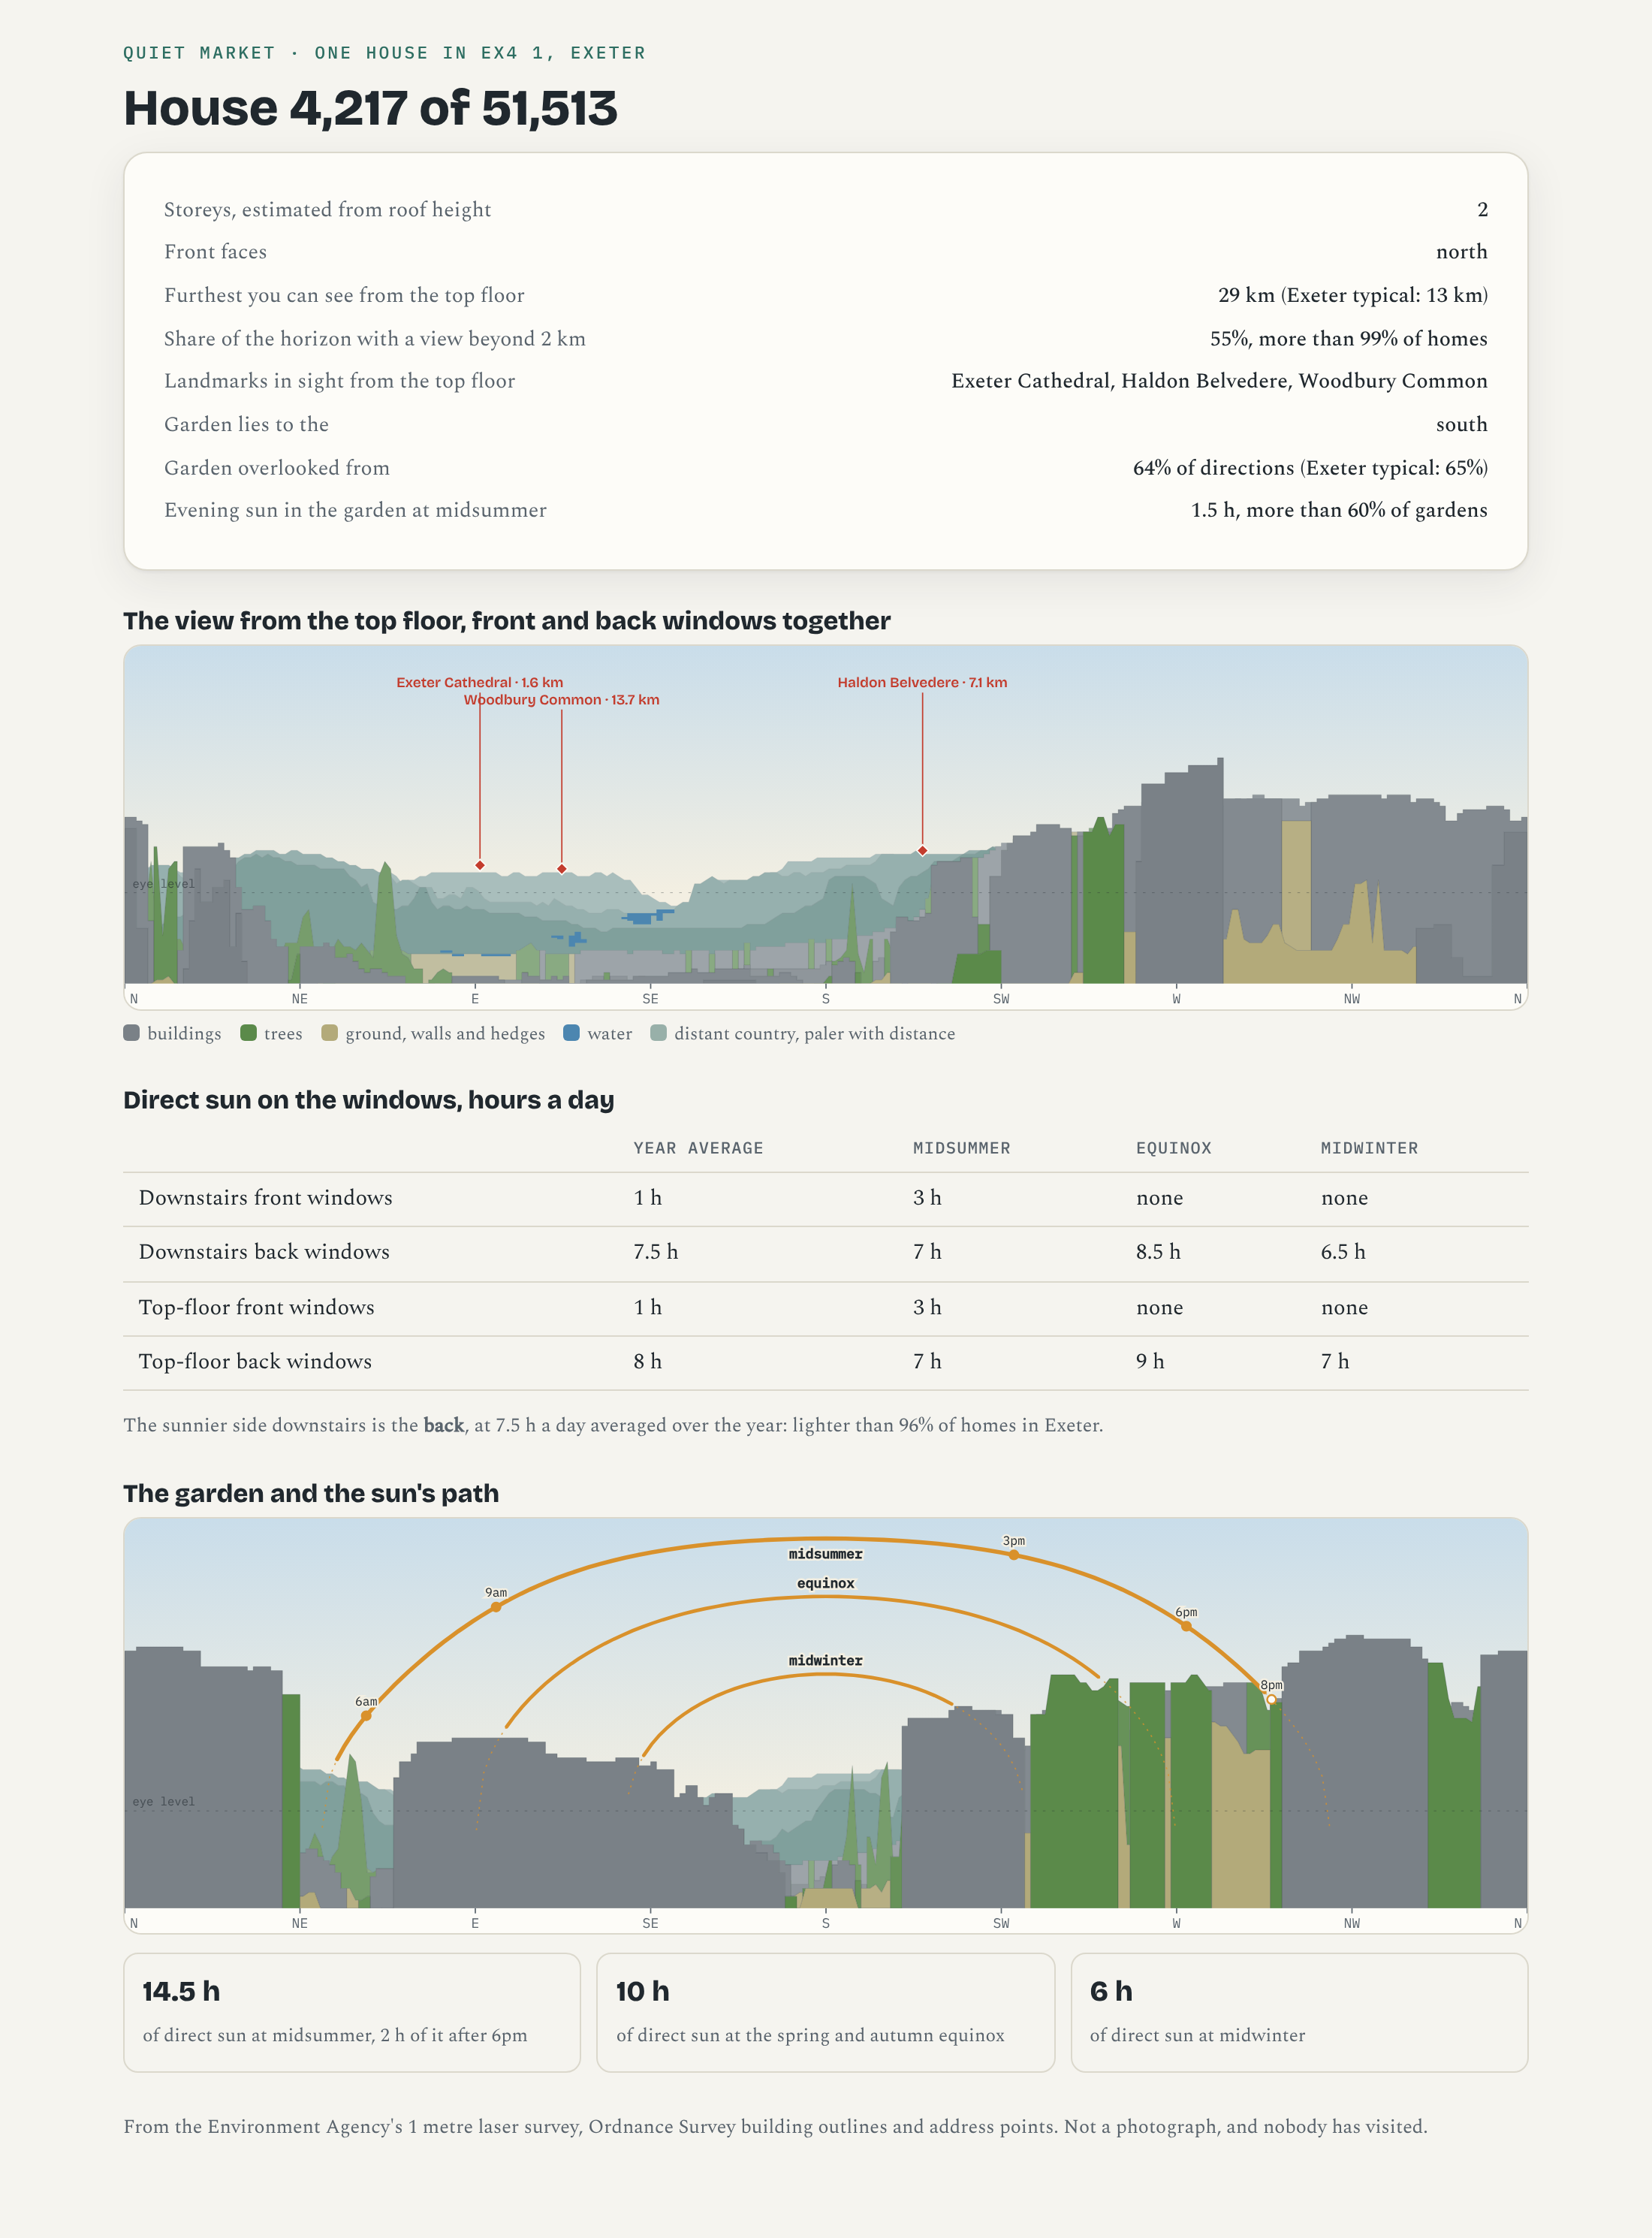 QUIET MARKET · ONE HOUSE IN EX4 1, EXETER
House 4,217 of 51,513
Storeys, estimated from roof height 2
Front faces north
Furthest you can see from the top floor 29 km (Exeter typical: 13 km)
Share of the horizon with a view beyond 2 km 55%, more than 99% of homes
Landmarks in sight from the top floor Exeter Cathedral, Haldon Belvedere, Woodbury Common
Garden lies to the south
Garden overlooked from 64% of directions (Exeter typical: 65%)
Evening sun in the garden at midsummer 1.5 h, more than 60% of gardens
The view from the top floor, front and back windows together
Exeter Cathedral · 1.6 km
Haldon Belvedere · 7.1 km
Woodbury Common · 13.7 km
eye level
N NE E SE S SW W NW N
buildings trees ground, walls and hedges water distant country, paler with distance
Direct sun on the windows, hours a day
YEAR AVERAGE MIDSUMMER EQUINOX MIDWINTER
Downstairs front windows 1 h 3 h none none
Downstairs back windows 7.5 h 7 h 8.5 h 6.5 h
Top-floor front windows 1 h 3 h none none
Top-floor back windows 8 h 7 h 9 h 7 h
The sunnier side downstairs is the back, at 7.5 h a day averaged over the year: lighter than 96% of homes in Exeter.
The garden and the sun's path
3pm
midsummer
equinox
9am
6pm
midwinter
8pm
6am
eye level
N NE E SE S SW W NW N
14.5 h
of direct sun at midsummer, 2 h of it after 6pm
10 h
of direct sun at the spring and autumn equinox
6 h
of direct sun at midwinter
From the Environment Agency's 1 metre laser survey, Ordnance Survey building outlines and address points. Not a photograph, and nobody has visited.